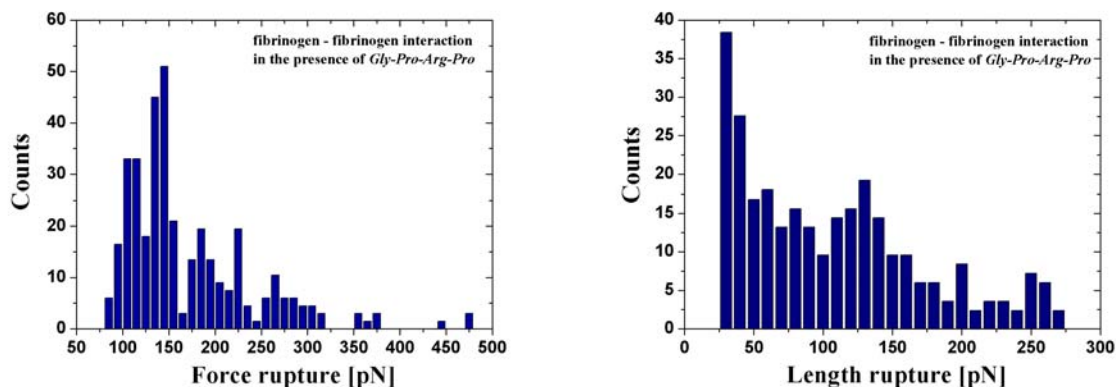 60
50
40
30
20
10
0
Counts
fibrinogen - fibrinogen interaction
in the presence of Gly-Pro-Arg-Pro
50 100 150 200 250 300 350 400 450 500
Force rupture [pN]
40
35
30
25
20
15
10
5
0
Counts
fibrinogen - fibrinogen interaction
in the presence of Gly-Pro-Arg-Pro
0 50 100 150 200 250 300
Length rupture [pN]